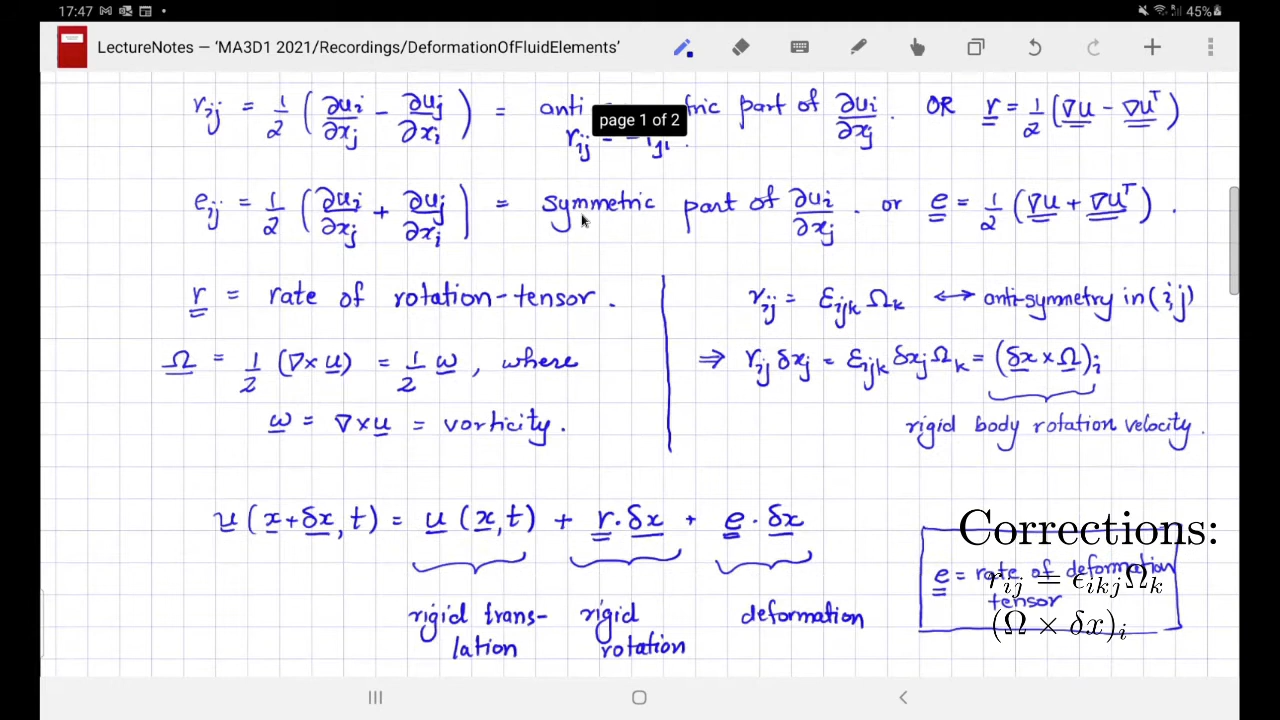 17:47 45%
LectureNotes — ‘MA3D1 2021/Recordings/DeformationOfFluidElements’
page 1 of 2
r_ij = 1/2 (∂u_i/∂x_j − ∂u_j/∂x_i) = anti tric part of ∂u_i/∂x_j . OR r = 1/2 (∇u − ∇u^T)
r_ij = − r_ji .
e_ij = 1/2 (∂u_i/∂x_j + ∂u_j/∂x_i) = symmetric part of ∂u_i/∂x_j . or e = 1/2 (∇u + ∇u^T) .
r = rate of rotation-tensor .
Ω = 1/2 (∇×u) = 1/2 ω , where
ω = ∇×u = vorticity .
r_ij = ε_ijk Ω_k ↔ anti-symmetry in (i,j)
⇒ r_ij δx_j = ε_ijk δx_j Ω_k = (δx × Ω)_i
rigid body rotation velocity .
u (x+δx, t) = u (x,t) + r·δx + e·δx
rigid trans-
lation
rigid
rotation
deformation
e = rate of deformation
tensor
Corrections:
r_ij = ϵ_ikj Ω_k
(Ω × δx)_i